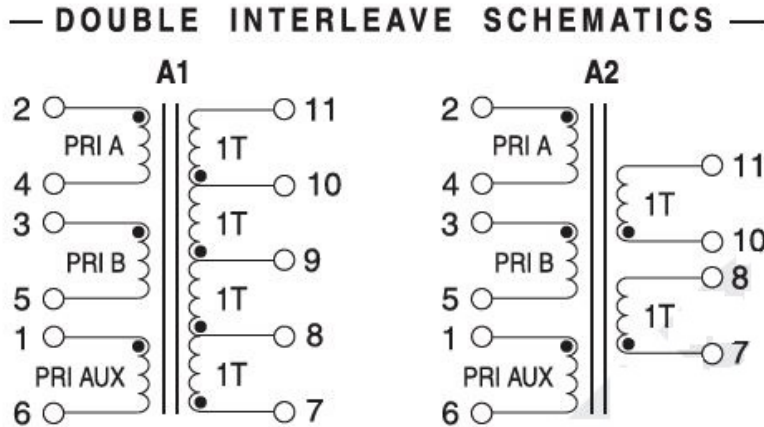 DOUBLE INTERLEAVE SCHEMATICS
A1
2
PRI A
4
3
PRI B
5
1
PRI AUX
6
11
1T
10
1T
9
1T
8
1T
7
A2
2
PRI A
4
3
PRI B
5
1
PRI AUX
6
11
1T
10
8
1T
7